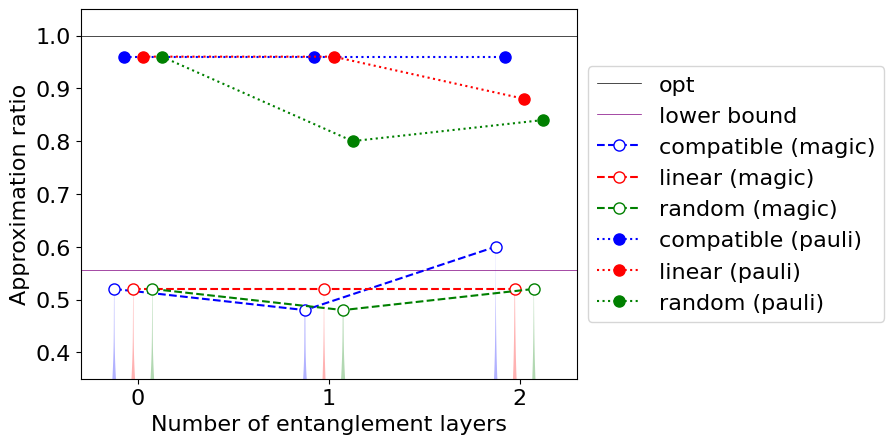 1.0
0.9
0.8
0.7
0.6
0.5
0.4
Approximation ratio
0 1 2
Number of entanglement layers
opt
lower bound
compatible (magic)
linear (magic)
random (magic)
compatible (pauli)
linear (pauli)
random (pauli)